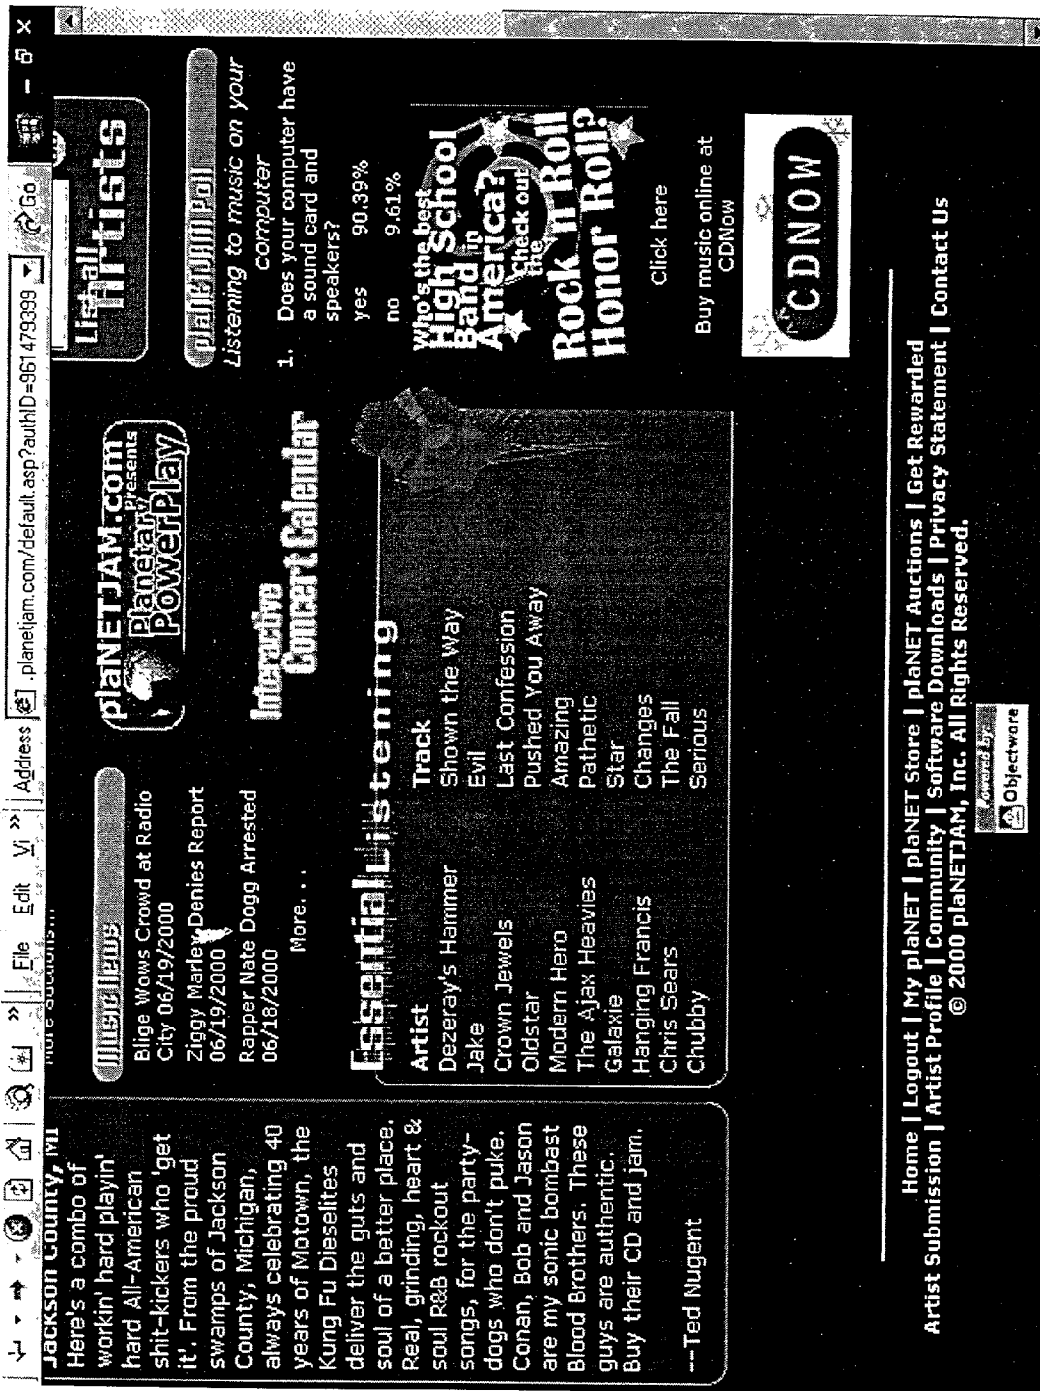 File Edit Vi » Address .planetjam.com/default.asp?authID=961479399 Go
Jackson County, MI
Here's a combo of
workin' hard playin'
hard All-American
shit-kickers who 'get
it'. From the proud
swamps of Jackson
County, Michigan,
always celebrating 40
years of Motown, the
Kung Fu Dieselites
deliver the guts and
soul of a better place.
Real, grinding, heart &
soul R&B rockout
songs, for the party-
dogs who don't puke.
Conan, Bob and Jason
are my sonic bombast
Blood Brothers. These
guys are authentic.
Buy their CD and jam.
--Ted Nugent
More auctions...
Blige Wows Crowd at Radio
City 06/19/2000
Ziggy Marley Denies Report
06/19/2000
Rapper Nate Dogg Arrested
06/18/2000
More...
plaNETJAM.com
Presents
Planetary
PowerPlay
Interactive
Concert Calendar
Essential Listening
Artist Track
Dezeray's Hammer Shown the Way
Jake Evil
Crown Jewels Last Confession
Oldstar Pushed You Away
Modern Hero Amazing
The Ajax Heavies Pathetic
Galaxie Star
Hanging Francis Changes
Chris Sears The Fall
Chubby Serious
List all
Artists
plaNETJAM Poll
Listening to music on your
computer
1. Does your computer have
a sound card and
speakers?
yes 90.39%
no 9.61%
Who's the best
High School
Band in
America?
Check out
the
Rock n Roll
Honor Roll?
Click here
Buy music online at
CDNow
CDNOW
Home | Logout | My plaNET | plaNET Store | plaNET Auctions | Get Rewarded
Artist Submission | Artist Profile | Community | Software Downloads | Privacy Statement | Contact Us
© 2000 plaNETJAM, Inc. All Rights Reserved.
Powered by
Objectware